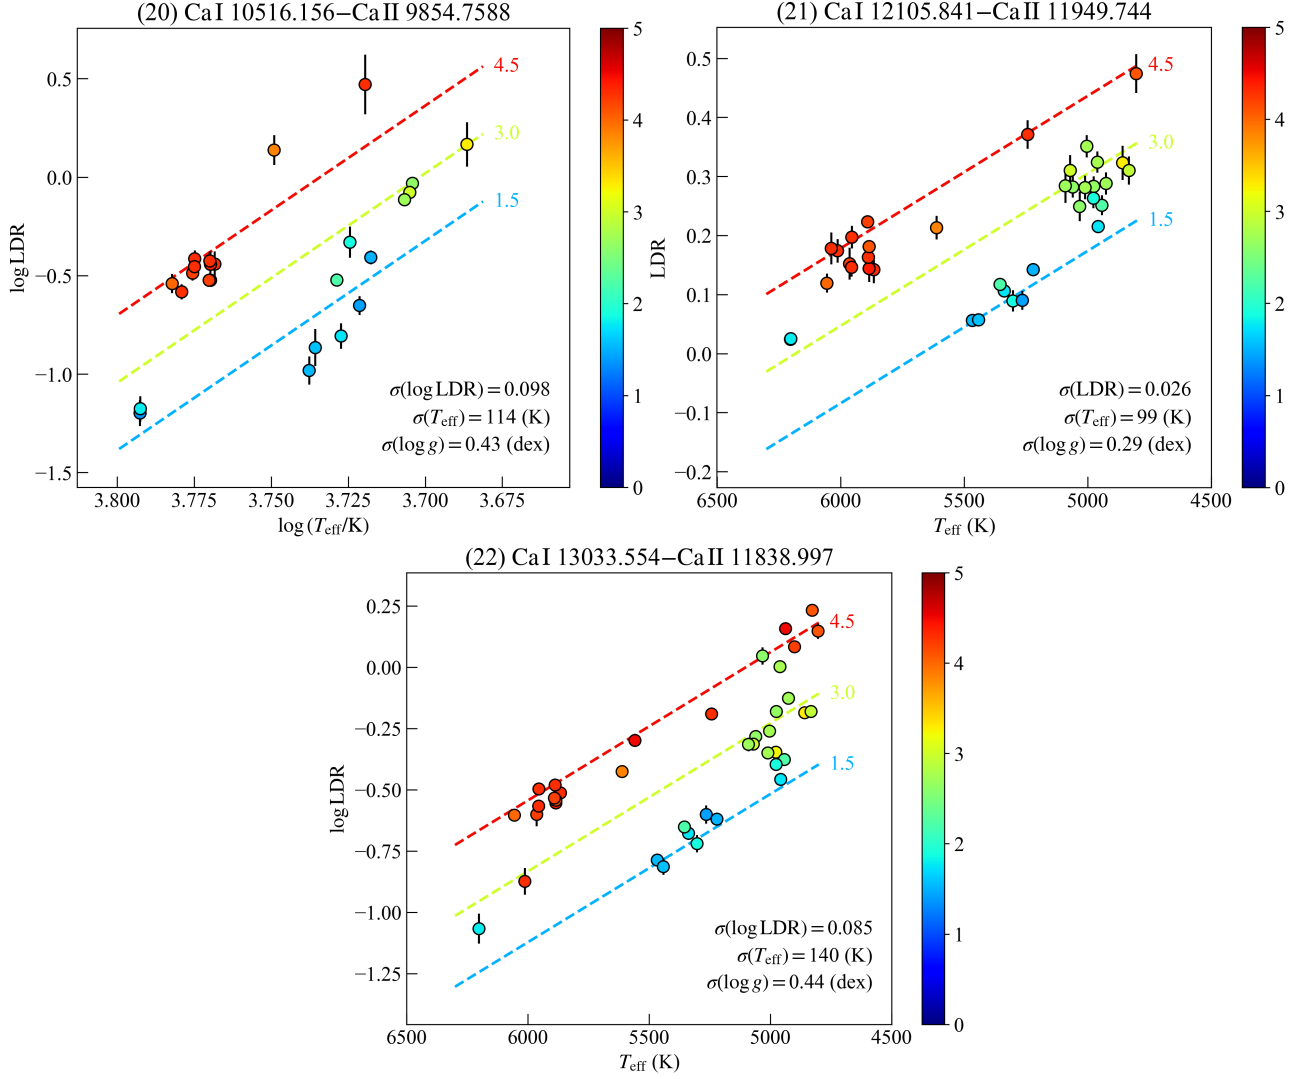 (20) Ca I 10516.156−Ca II 9854.7588
log LDR
0.5
0.0
−0.5
−1.0
−1.5
4.5
3.0
1.5
σ(log LDR) = 0.098
σ(Teff) = 114 (K)
σ(log g) = 0.43 (dex)
3.800 3.775 3.750 3.725 3.700 3.675
log (Teff/K)
5
4
3
2
1
0
(21) Ca I 12105.841−Ca II 11949.744
LDR
0.5
0.4
0.3
0.2
0.1
0.0
−0.1
−0.2
4.5
3.0
1.5
σ(LDR) = 0.026
σ(Teff) = 99 (K)
σ(log g) = 0.29 (dex)
6500 6000 5500 5000 4500
Teff (K)
5
4
3
2
1
0
(22) Ca I 13033.554−Ca II 11838.997
log LDR
0.25
0.00
−0.25
−0.50
−0.75
−1.00
−1.25
4.5
3.0
1.5
σ(log LDR) = 0.085
σ(Teff) = 140 (K)
σ(log g) = 0.44 (dex)
6500 6000 5500 5000 4500
Teff (K)
5
4
3
2
1
0